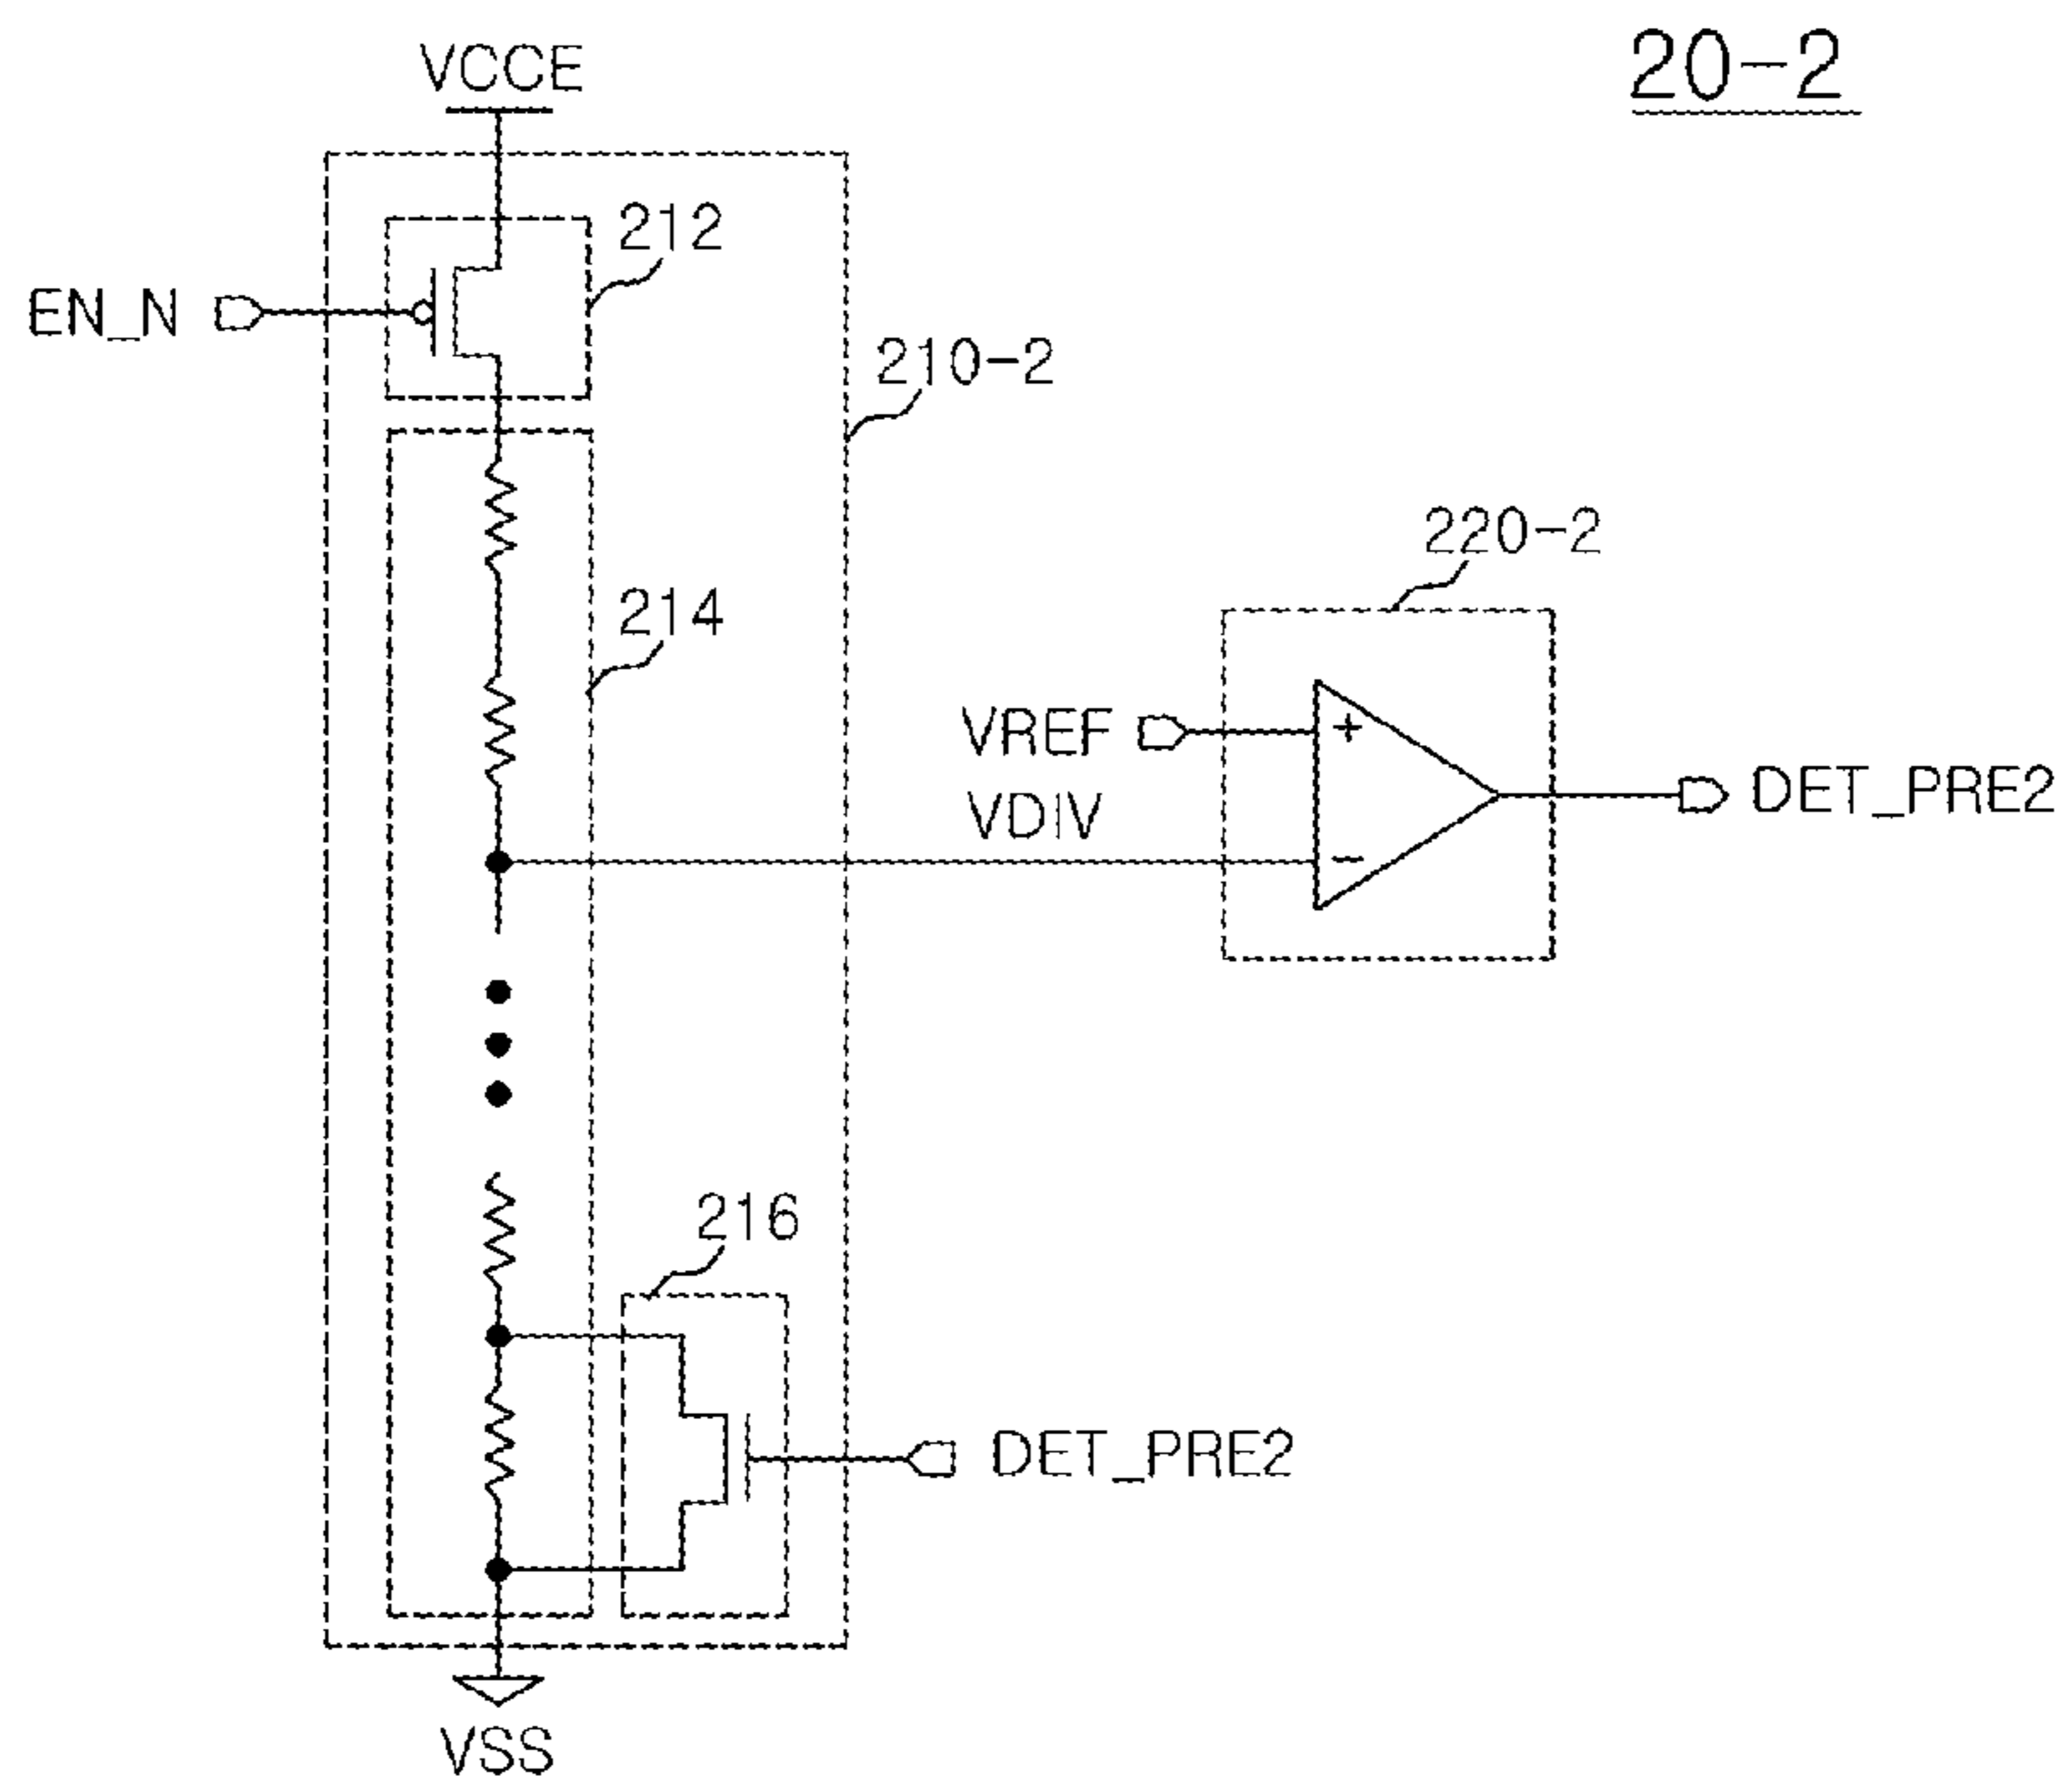 20-2
VCCE
212
EN_N
210-2
220-2
214
VREF
+
VDIV
DET_PRE2
−
216
DET_PRE2
VSS